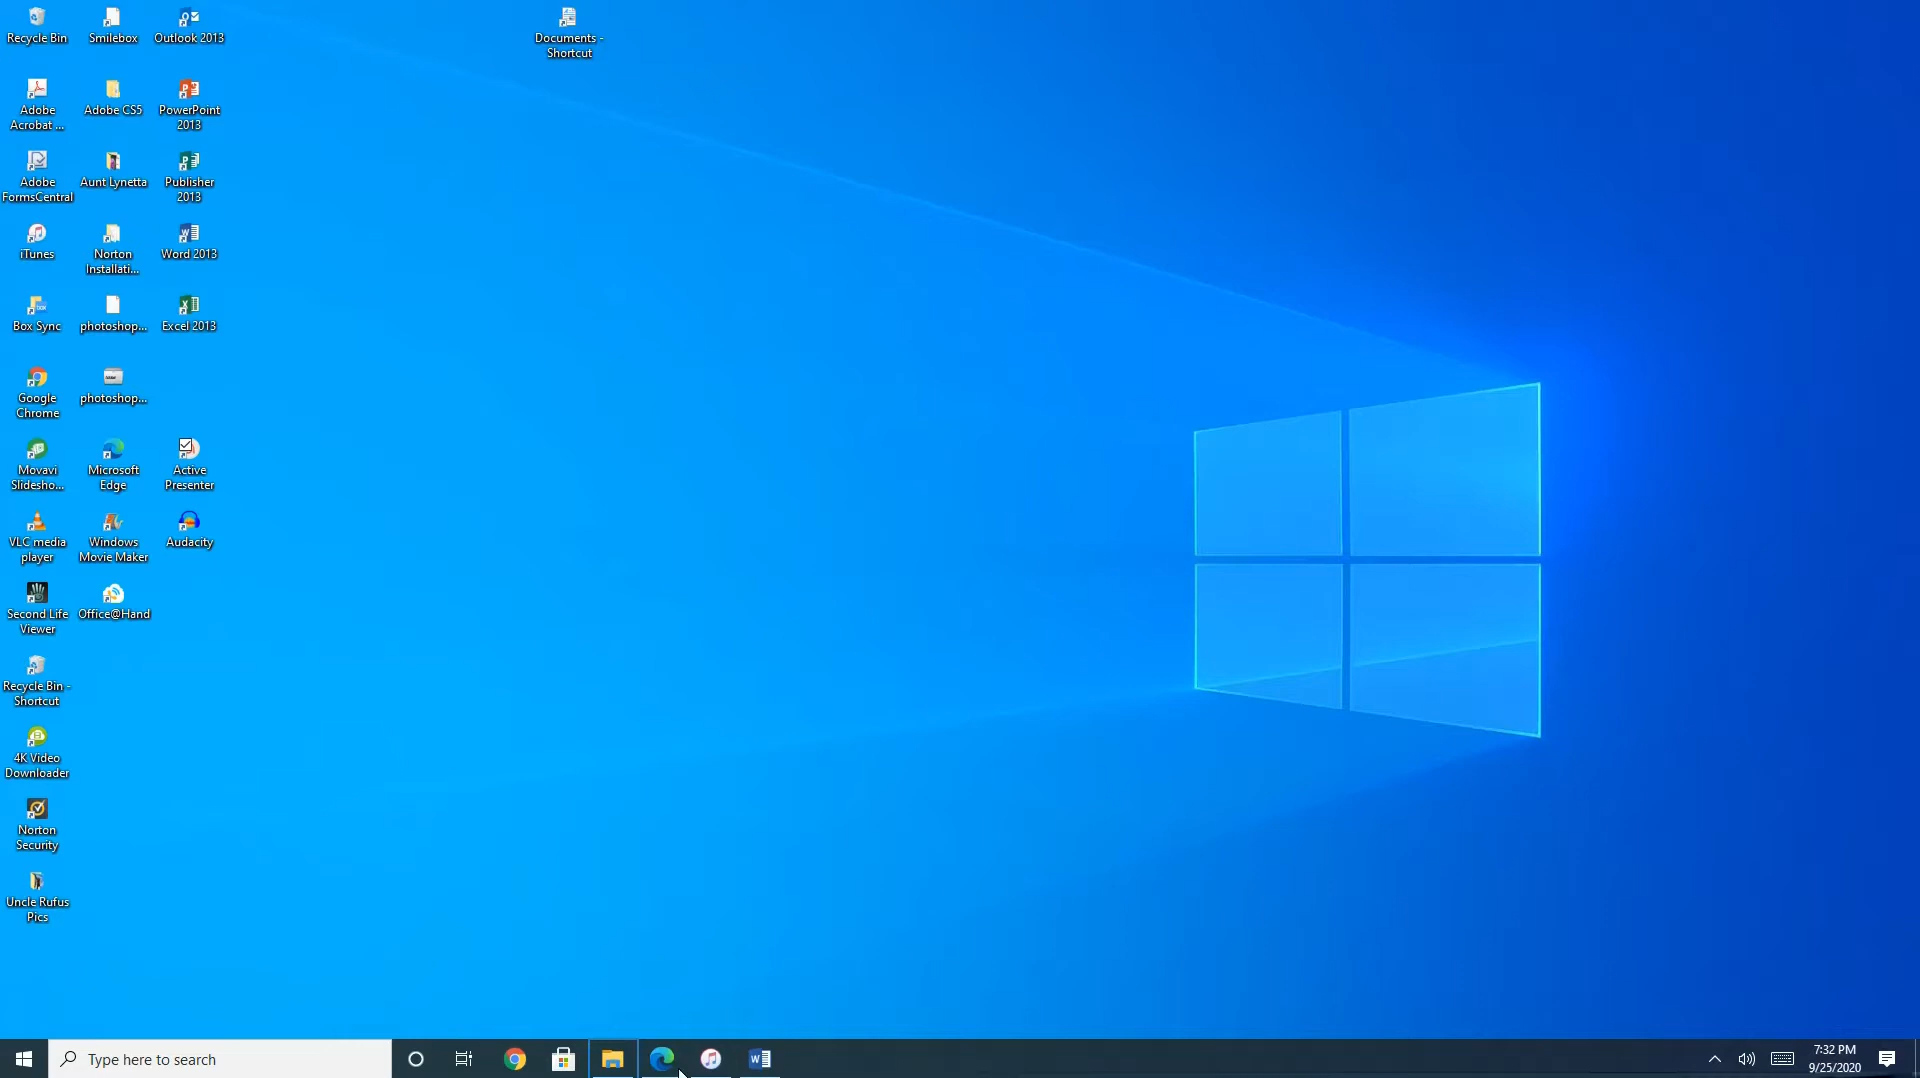 Recycle Bin
Smilebox
Outlook 2013
Documents -
Shortcut
Adobe
Acrobat ...
Adobe CS5
PowerPoint
2013
Adobe
FormsCentral
Aunt Lynetta
Publisher
2013
iTunes
Norton
Installati...
Word 2013
Box Sync
photoshop...
Excel 2013
Google
Chrome
photoshop...
Movavi
Slidesho...
Microsoft
Edge
Active
Presenter
VLC media
player
Windows
Movie Maker
Audacity
Second Life
Viewer
Office@Hand
Recycle Bin -
Shortcut
4K Video
Downloader
Norton
Security
Uncle Rufus
Pics
Type here to search
7:32 PM
9/25/2020